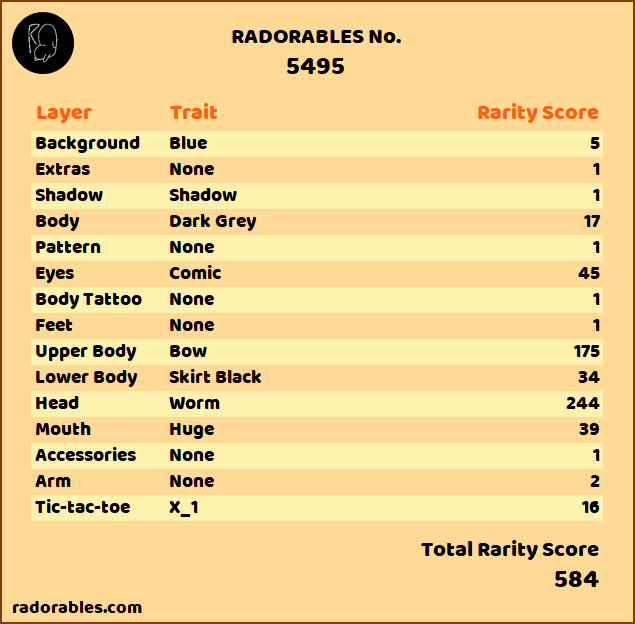 RADORABLES No.
5495
Layer Trait Rarity Score
Background Blue 5
Extras None 1
Shadow Shadow 1
Body Dark Grey 17
Pattern None 1
Eyes Comic 45
Body Tattoo None 1
Feet None 1
Upper Body Bow 175
Lower Body Skirt Black 34
Head Worm 244
Mouth Huge 39
Accessories None 1
Arm None 2
Tic-tac-toe X_1 16
Total Rarity Score
584
radorables.com